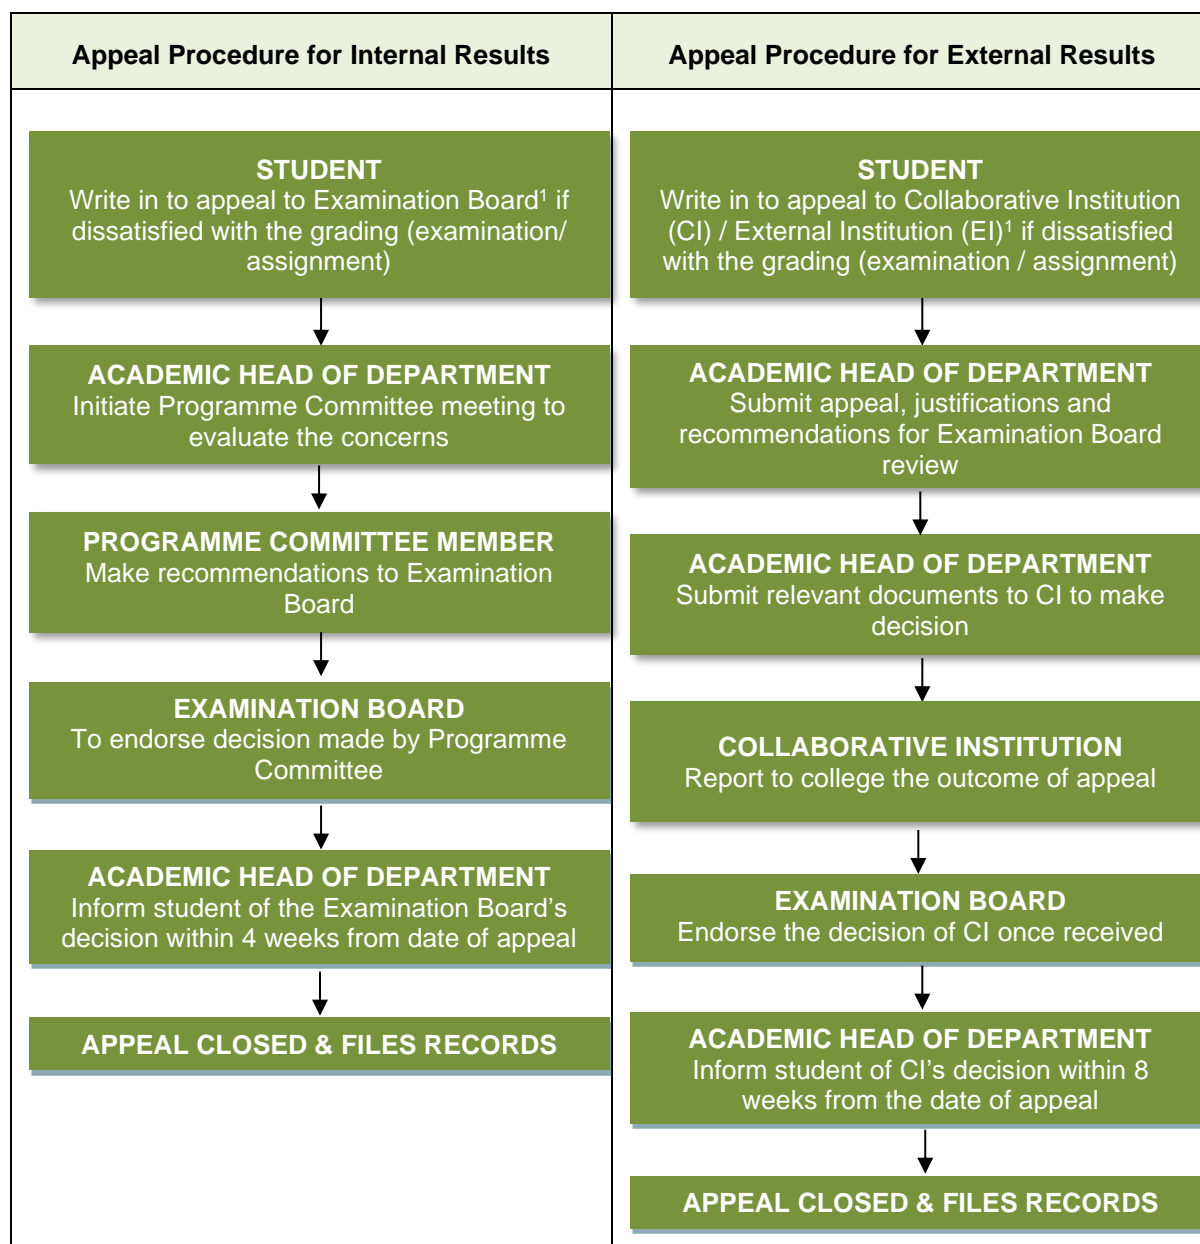 Appeal Procedure for Internal Results
STUDENT
Write in to appeal to Examination Board¹ if
dissatisfied with the grading (examination/
assignment)
ACADEMIC HEAD OF DEPARTMENT
Initiate Programme Committee meeting to
evaluate the concerns
PROGRAMME COMMITTEE MEMBER
Make recommendations to Examination
Board
EXAMINATION BOARD
To endorse decision made by Programme
Committee
ACADEMIC HEAD OF DEPARTMENT
Inform student of the Examination Board’s
decision within 4 weeks from date of appeal
APPEAL CLOSED & FILES RECORDS
Appeal Procedure for External Results
STUDENT
Write in to appeal to Collaborative Institution
(CI) / External Institution (EI)¹ if dissatisfied
with the grading (examination / assignment)
ACADEMIC HEAD OF DEPARTMENT
Submit appeal, justifications and
recommendations for Examination Board
review
ACADEMIC HEAD OF DEPARTMENT
Submit relevant documents to CI to make
decision
COLLABORATIVE INSTITUTION
Report to college the outcome of appeal
EXAMINATION BOARD
Endorse the decision of CI once received
ACADEMIC HEAD OF DEPARTMENT
Inform student of CI’s decision within 8
weeks from the date of appeal
APPEAL CLOSED & FILES RECORDS